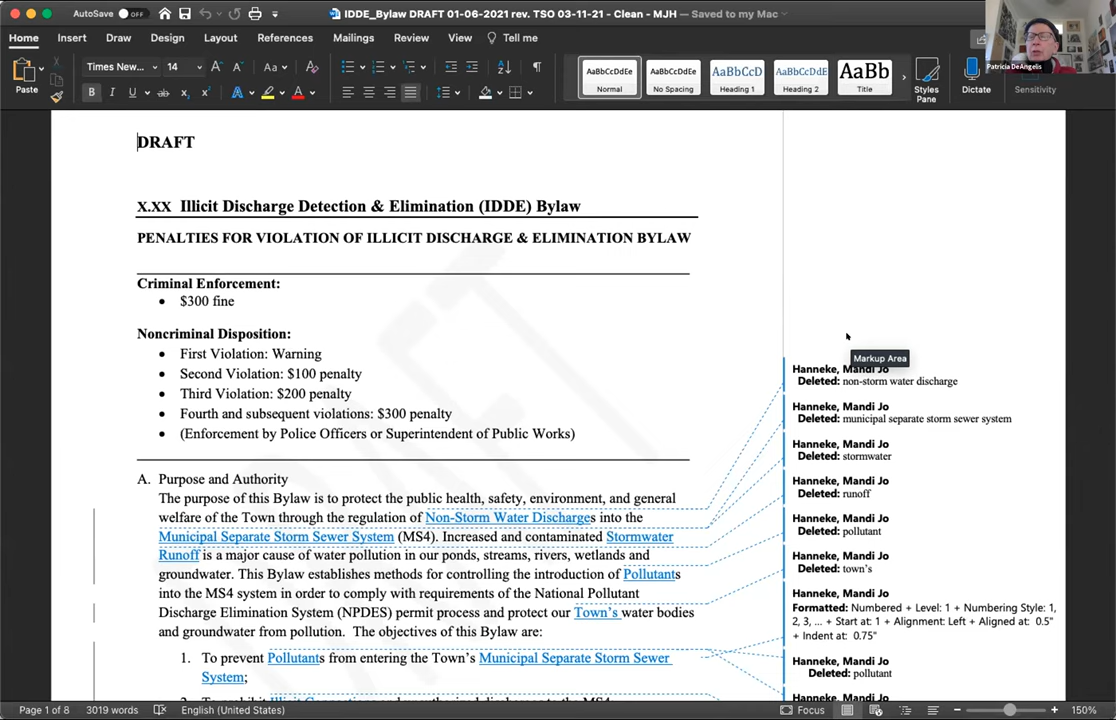 AutoSave OFF
IDDE_Bylaw DRAFT 01-06-2021 rev. TSO 03-11-21 - Clean - MJH — Saved to my Mac
Home Insert Draw Design Layout References Mailings Review View Tell me
Patricia DeAngelis
Paste
Times New... 14
Aa
B I U ab x₂ x²
AaBbCcDdEe AaBbCcDdEe AaBbCcD AaBbCcDdE AaBb
Normal No Spacing Heading 1 Heading 2 Title
Styles Pane
Dictate
Sensitivity
DRAFT
X.XX Illicit Discharge Detection & Elimination (IDDE) Bylaw
PENALTIES FOR VIOLATION OF ILLICIT DISCHARGE & ELIMINATION BYLAW
Criminal Enforcement:
• $300 fine
Noncriminal Disposition:
• First Violation: Warning
• Second Violation: $100 penalty
• Third Violation: $200 penalty
• Fourth and subsequent violations: $300 penalty
• (Enforcement by Police Officers or Superintendent of Public Works)
A. Purpose and Authority
The purpose of this Bylaw is to protect the public health, safety, environment, and general
welfare of the Town through the regulation of Non-Storm Water Discharges into the
Municipal Separate Storm Sewer System (MS4). Increased and contaminated Stormwater
Runoff is a major cause of water pollution in our ponds, streams, rivers, wetlands and
groundwater. This Bylaw establishes methods for controlling the introduction of Pollutants
into the MS4 system in order to comply with requirements of the National Pollutant
Discharge Elimination System (NPDES) permit process and protect our Town's water bodies
and groundwater from pollution. The objectives of this Bylaw are:
1. To prevent Pollutants from entering the Town's Municipal Separate Storm Sewer
System;
Markup Area
Hanneke, Mandi Jo
Deleted: non-storm water discharge
Hanneke, Mandi Jo
Deleted: municipal separate storm sewer system
Hanneke, Mandi Jo
Deleted: stormwater
Hanneke, Mandi Jo
Deleted: runoff
Hanneke, Mandi Jo
Deleted: pollutant
Hanneke, Mandi Jo
Deleted: town's
Hanneke, Mandi Jo
Formatted: Numbered + Level: 1 + Numbering Style: 1,
2, 3, ... + Start at: 1 + Alignment: Left + Aligned at: 0.5"
+ Indent at: 0.75"
Hanneke, Mandi Jo
Deleted: pollutant
Hanneke, Mandi Jo
Page 1 of 8 3019 words English (United States) Focus 150%